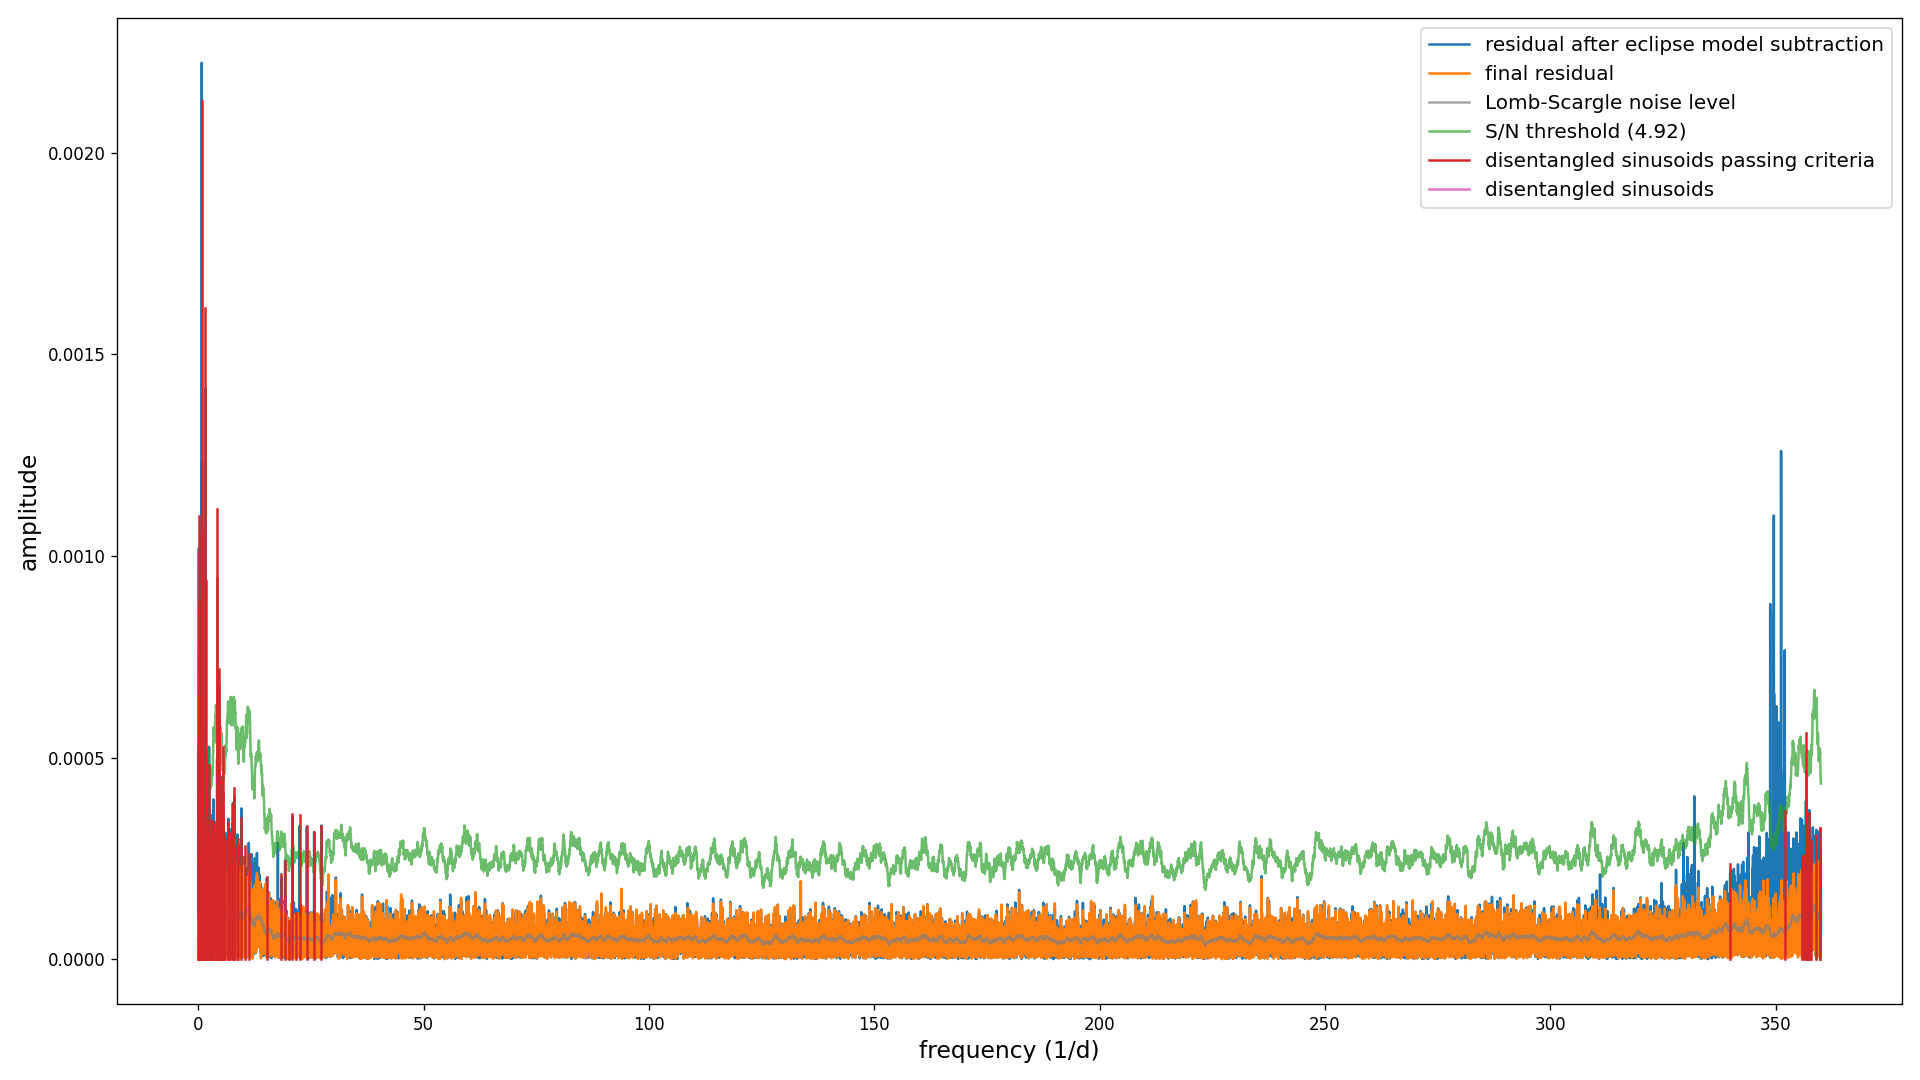 residual after eclipse model subtraction
final residual
Lomb-Scargle noise level
S/N threshold (4.92)
disentangled sinusoids passing criteria
disentangled sinusoids
amplitude
0.0020
0.0015
0.0010
0.0005
0.0000
0 50 100 150 200 250 300 350
frequency (1/d)